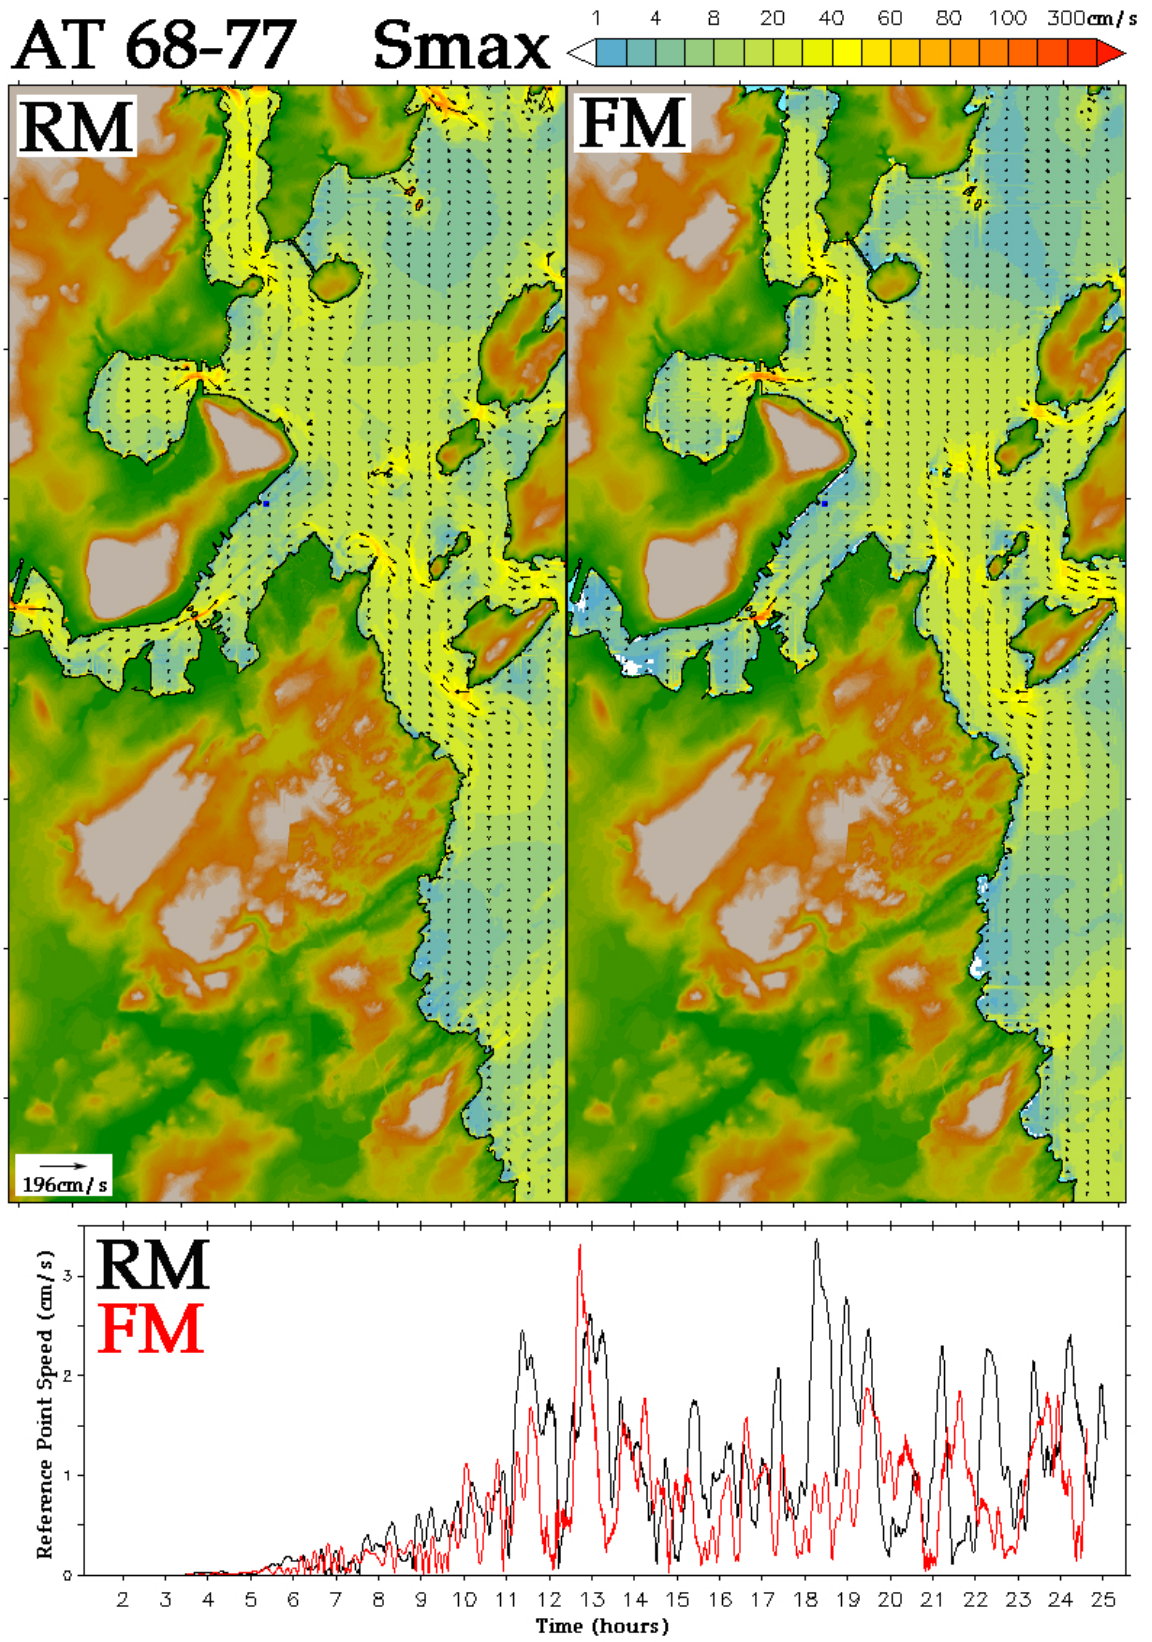 AT 68-77 Smax
1 4 8 20 40 60 80 100 300cm/s
RM FM
196cm/s
RM
FM
Reference Point Speed (cm/s)
3
2
1
0
2 3 4 5 6 7 8 9 10 11 12 13 14 15 16 17 18 19 20 21 22 23 24 25
Time (hours)